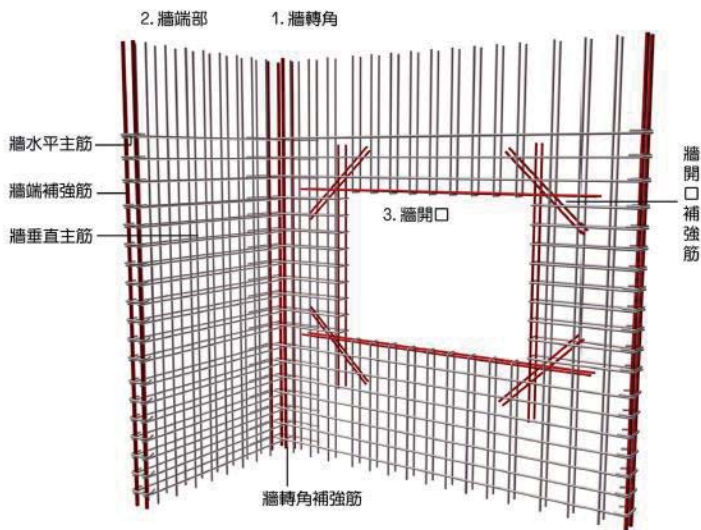 2. 牆端部
1. 牆轉角
牆水平主筋
牆端補強筋
牆垂直主筋
3. 牆開口
牆開口補強筋
牆轉角補強筋